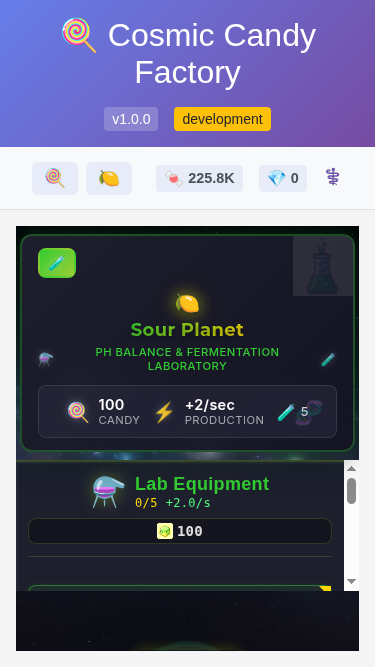 Cosmic Candy
Factory
v1.0.0 development
225.8K 0
Sour Planet
PH BALANCE & FERMENTATION
LABORATORY
100 +2/sec 5
CANDY PRODUCTION
Lab Equipment
0/5 +2.0/s
100